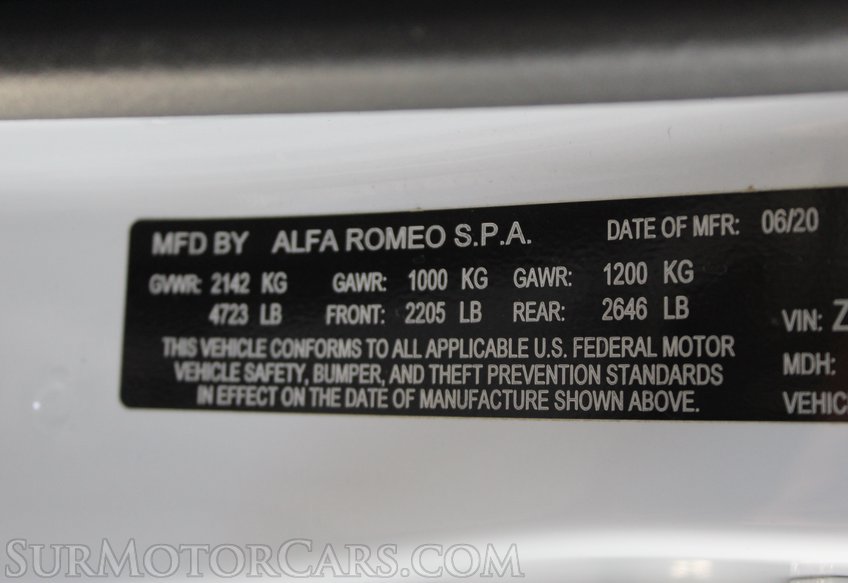 MFD BY ALFA ROMEO S.P.A. DATE OF MFR: 06/20
GVWR: 2142 KG GAWR: 1000 KG GAWR: 1200 KG
4723 LB FRONT: 2205 LB REAR: 2646 LB
VIN: Z
THIS VEHICLE CONFORMS TO ALL APPLICABLE U.S. FEDERAL MOTOR
VEHICLE SAFETY, BUMPER, AND THEFT PREVENTION STANDARDS
MDH:
IN EFFECT ON THE DATE OF MANUFACTURE SHOWN ABOVE.
VEHIC
SURMOTORCARS.COM